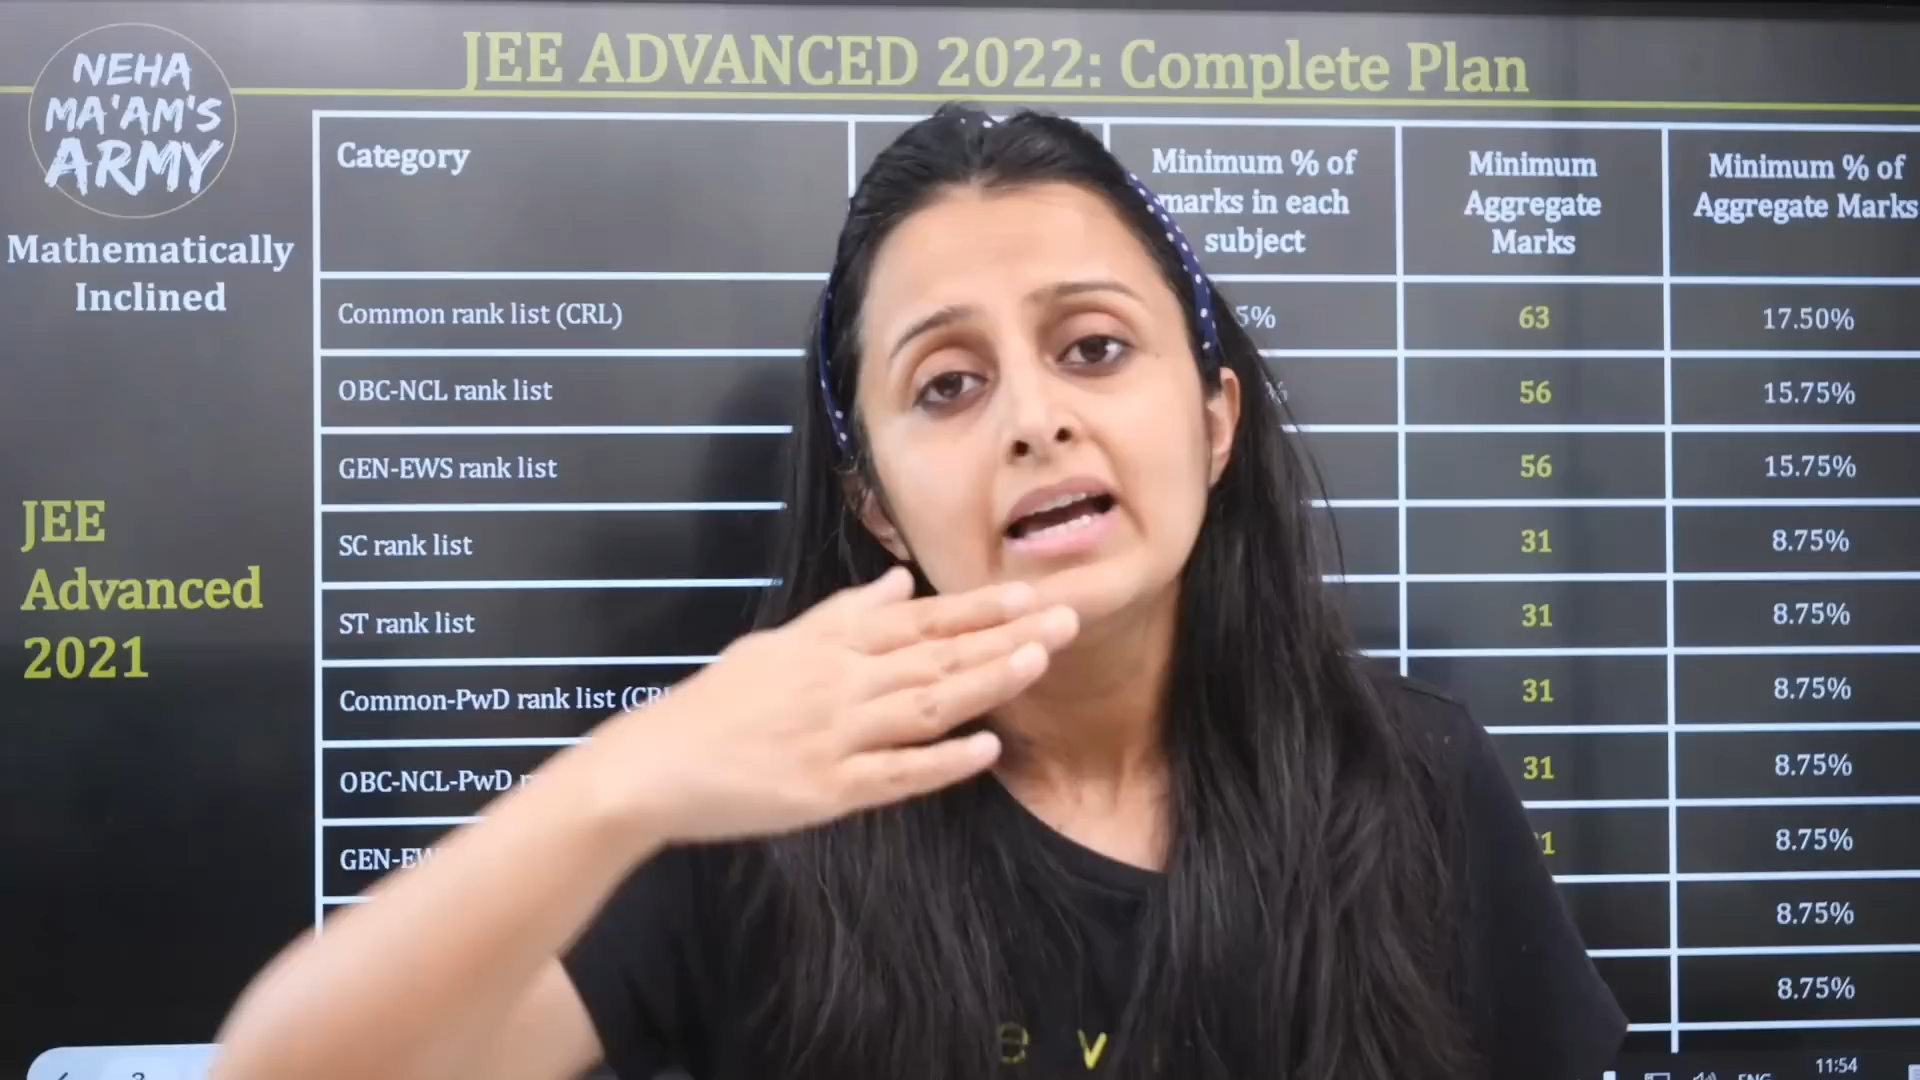 NEHA
MA'AM'S
ARMY
JEE ADVANCED 2022: Complete Plan
Mathematically
Inclined
JEE
Advanced
2021
Category
Minimum % of
marks in each
subject
Minimum
Aggregate
Marks
Minimum % of
Aggregate Marks
Common rank list (CRL) 5% 63 17.50%
OBC-NCL rank list 56 15.75%
GEN-EWS rank list 56 15.75%
SC rank list 31 8.75%
ST rank list 31 8.75%
Common-PwD rank list 31 8.75%
OBC-NCL-PwD 31 8.75%
8.75%
8.75%
8.75%
e v
11:54
ENG